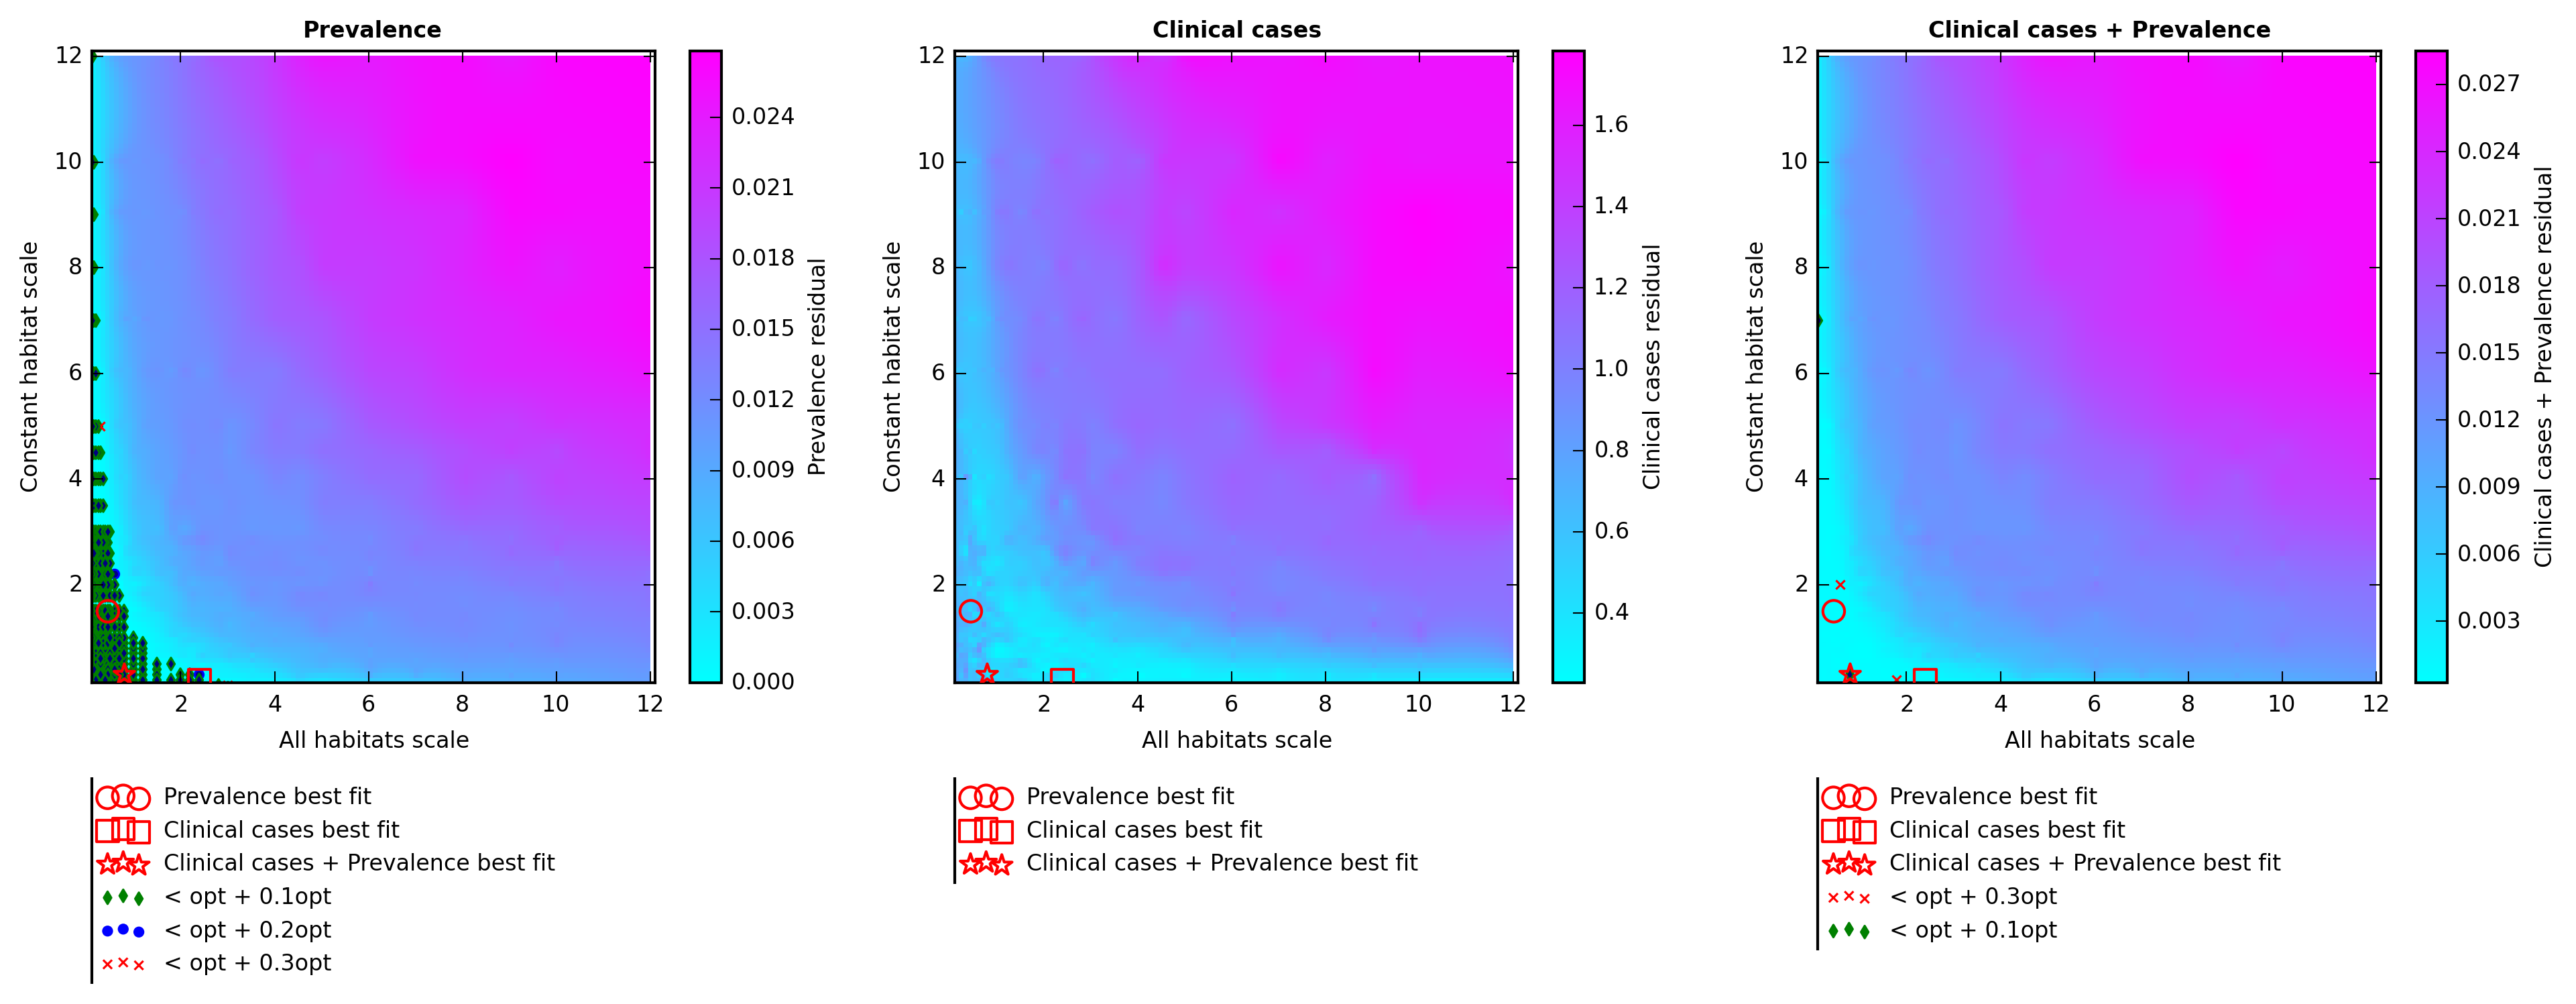 Prevalence
12
10
8
6
4
2
Constant habitat scale
2 4 6 8 10 12
All habitats scale
0.024
0.021
0.018
0.015
0.012
0.009
0.006
0.003
0.000
Prevalence residual
Prevalence best fit
Clinical cases best fit
Clinical cases + Prevalence best fit
< opt + 0.1opt
< opt + 0.2opt
< opt + 0.3opt
Clinical cases
12
10
8
6
4
2
Constant habitat scale
2 4 6 8 10 12
All habitats scale
1.6
1.4
1.2
1.0
0.8
0.6
0.4
Clinical cases residual
Prevalence best fit
Clinical cases best fit
Clinical cases + Prevalence best fit
Clinical cases + Prevalence
12
10
8
6
4
2
Constant habitat scale
2 4 6 8 10 12
All habitats scale
0.027
0.024
0.021
0.018
0.015
0.012
0.009
0.006
0.003
Clinical cases + Prevalence residual
Prevalence best fit
Clinical cases best fit
Clinical cases + Prevalence best fit
< opt + 0.3opt
< opt + 0.1opt